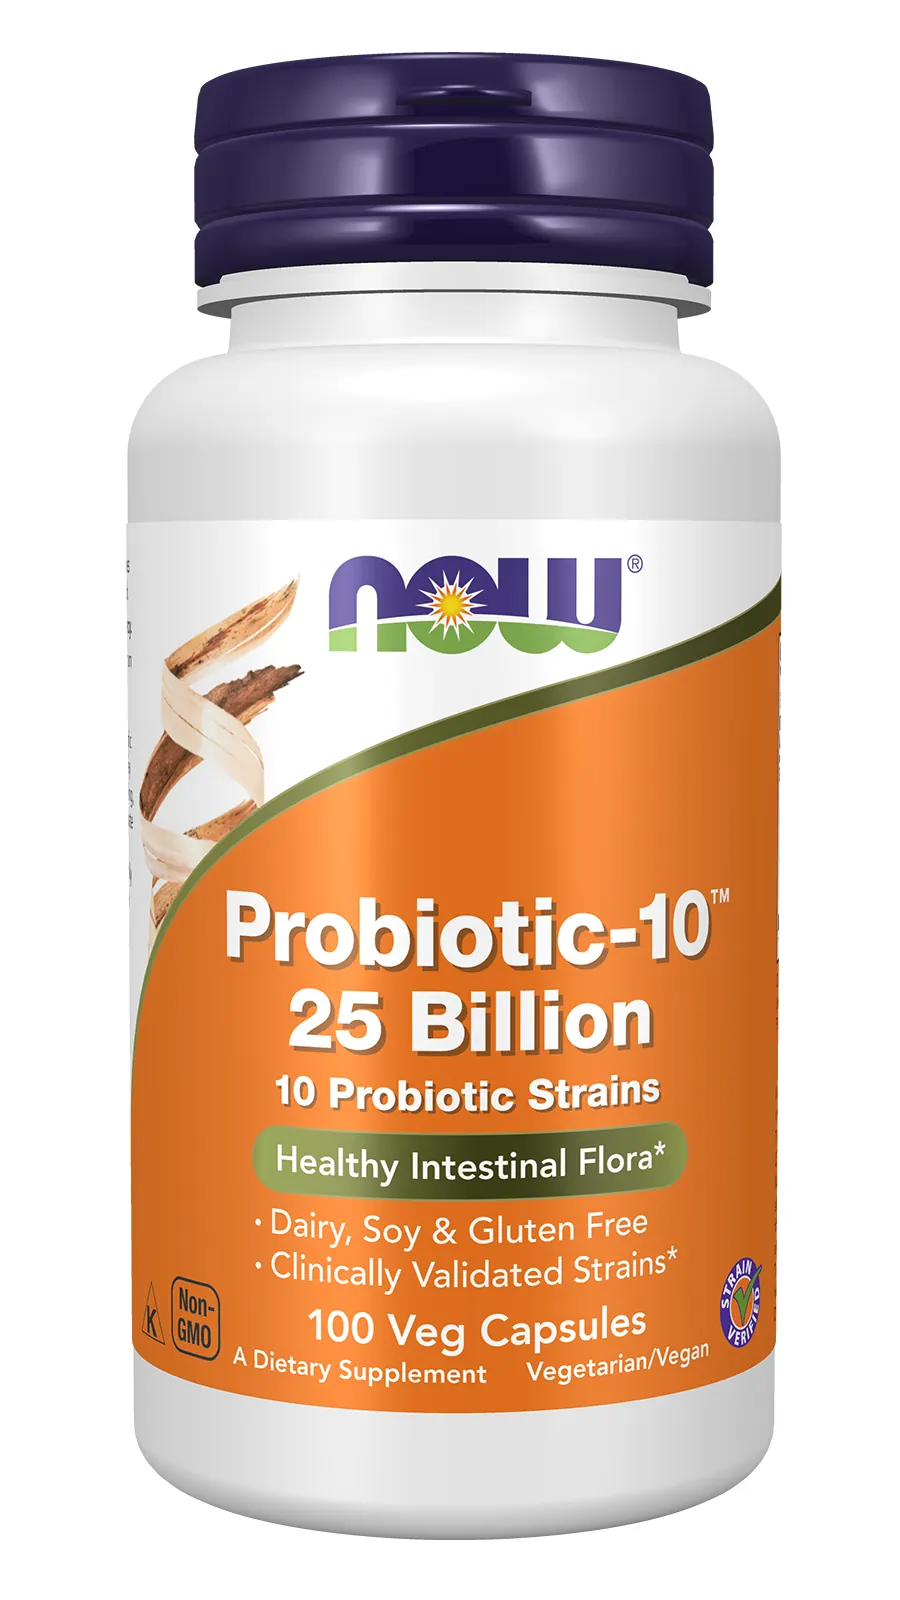 now®
Probiotic-10™
25 Billion
10 Probiotic Strains
Healthy Intestinal Flora*
• Dairy, Soy & Gluten Free
• Clinically Validated Strains*
100 Veg Capsules
A Dietary Supplement
Vegetarian/Vegan
K
Non-
GMO
STRAIN
VERIFIED